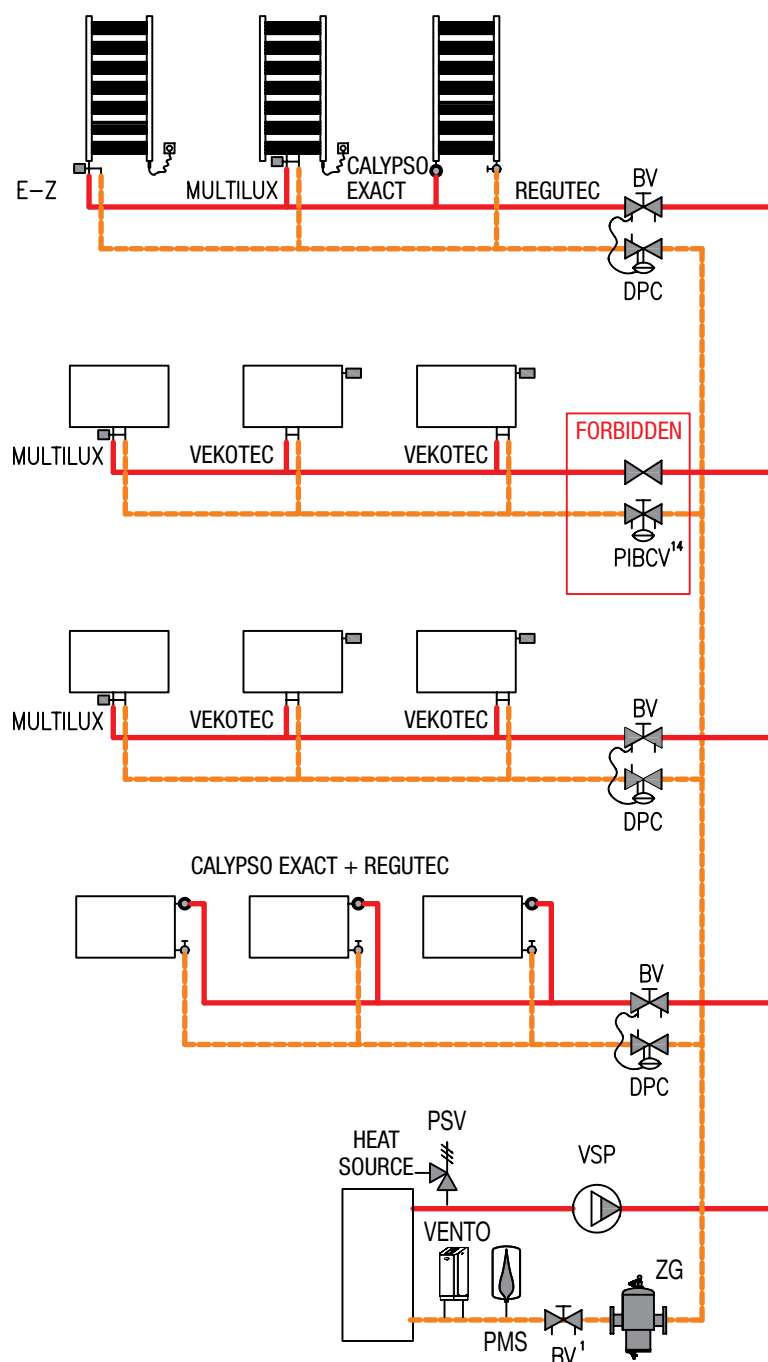 E-Z
MULTILUX
CALYPSO
EXACT
REGUTEC
BV
DPC
FORBIDDEN
MULTILUX
VEKOTEC
VEKOTEC
PIBCV14
MULTILUX
VEKOTEC
VEKOTEC
BV
DPC
CALYPSO EXACT + REGUTEC
BV
DPC
PSV
HEAT
SOURCE
VSP
VENTO
ZG
PMS
BV1